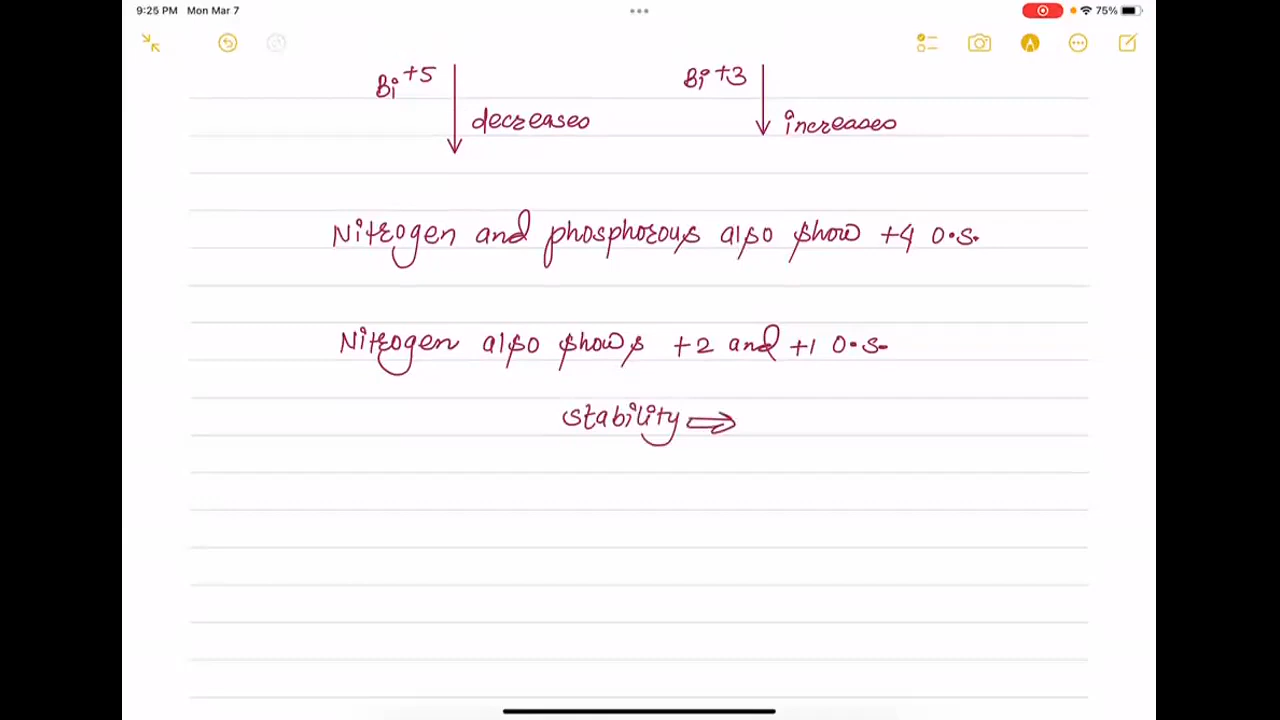 9:25 PM Mon Mar 7
75%
Bi +5
decreases
Bi +3
increases
Nitrogen and phosphorous also show +4 O.S.
Nitrogen also shows +2 and +1 O.S.
Stability ⇒